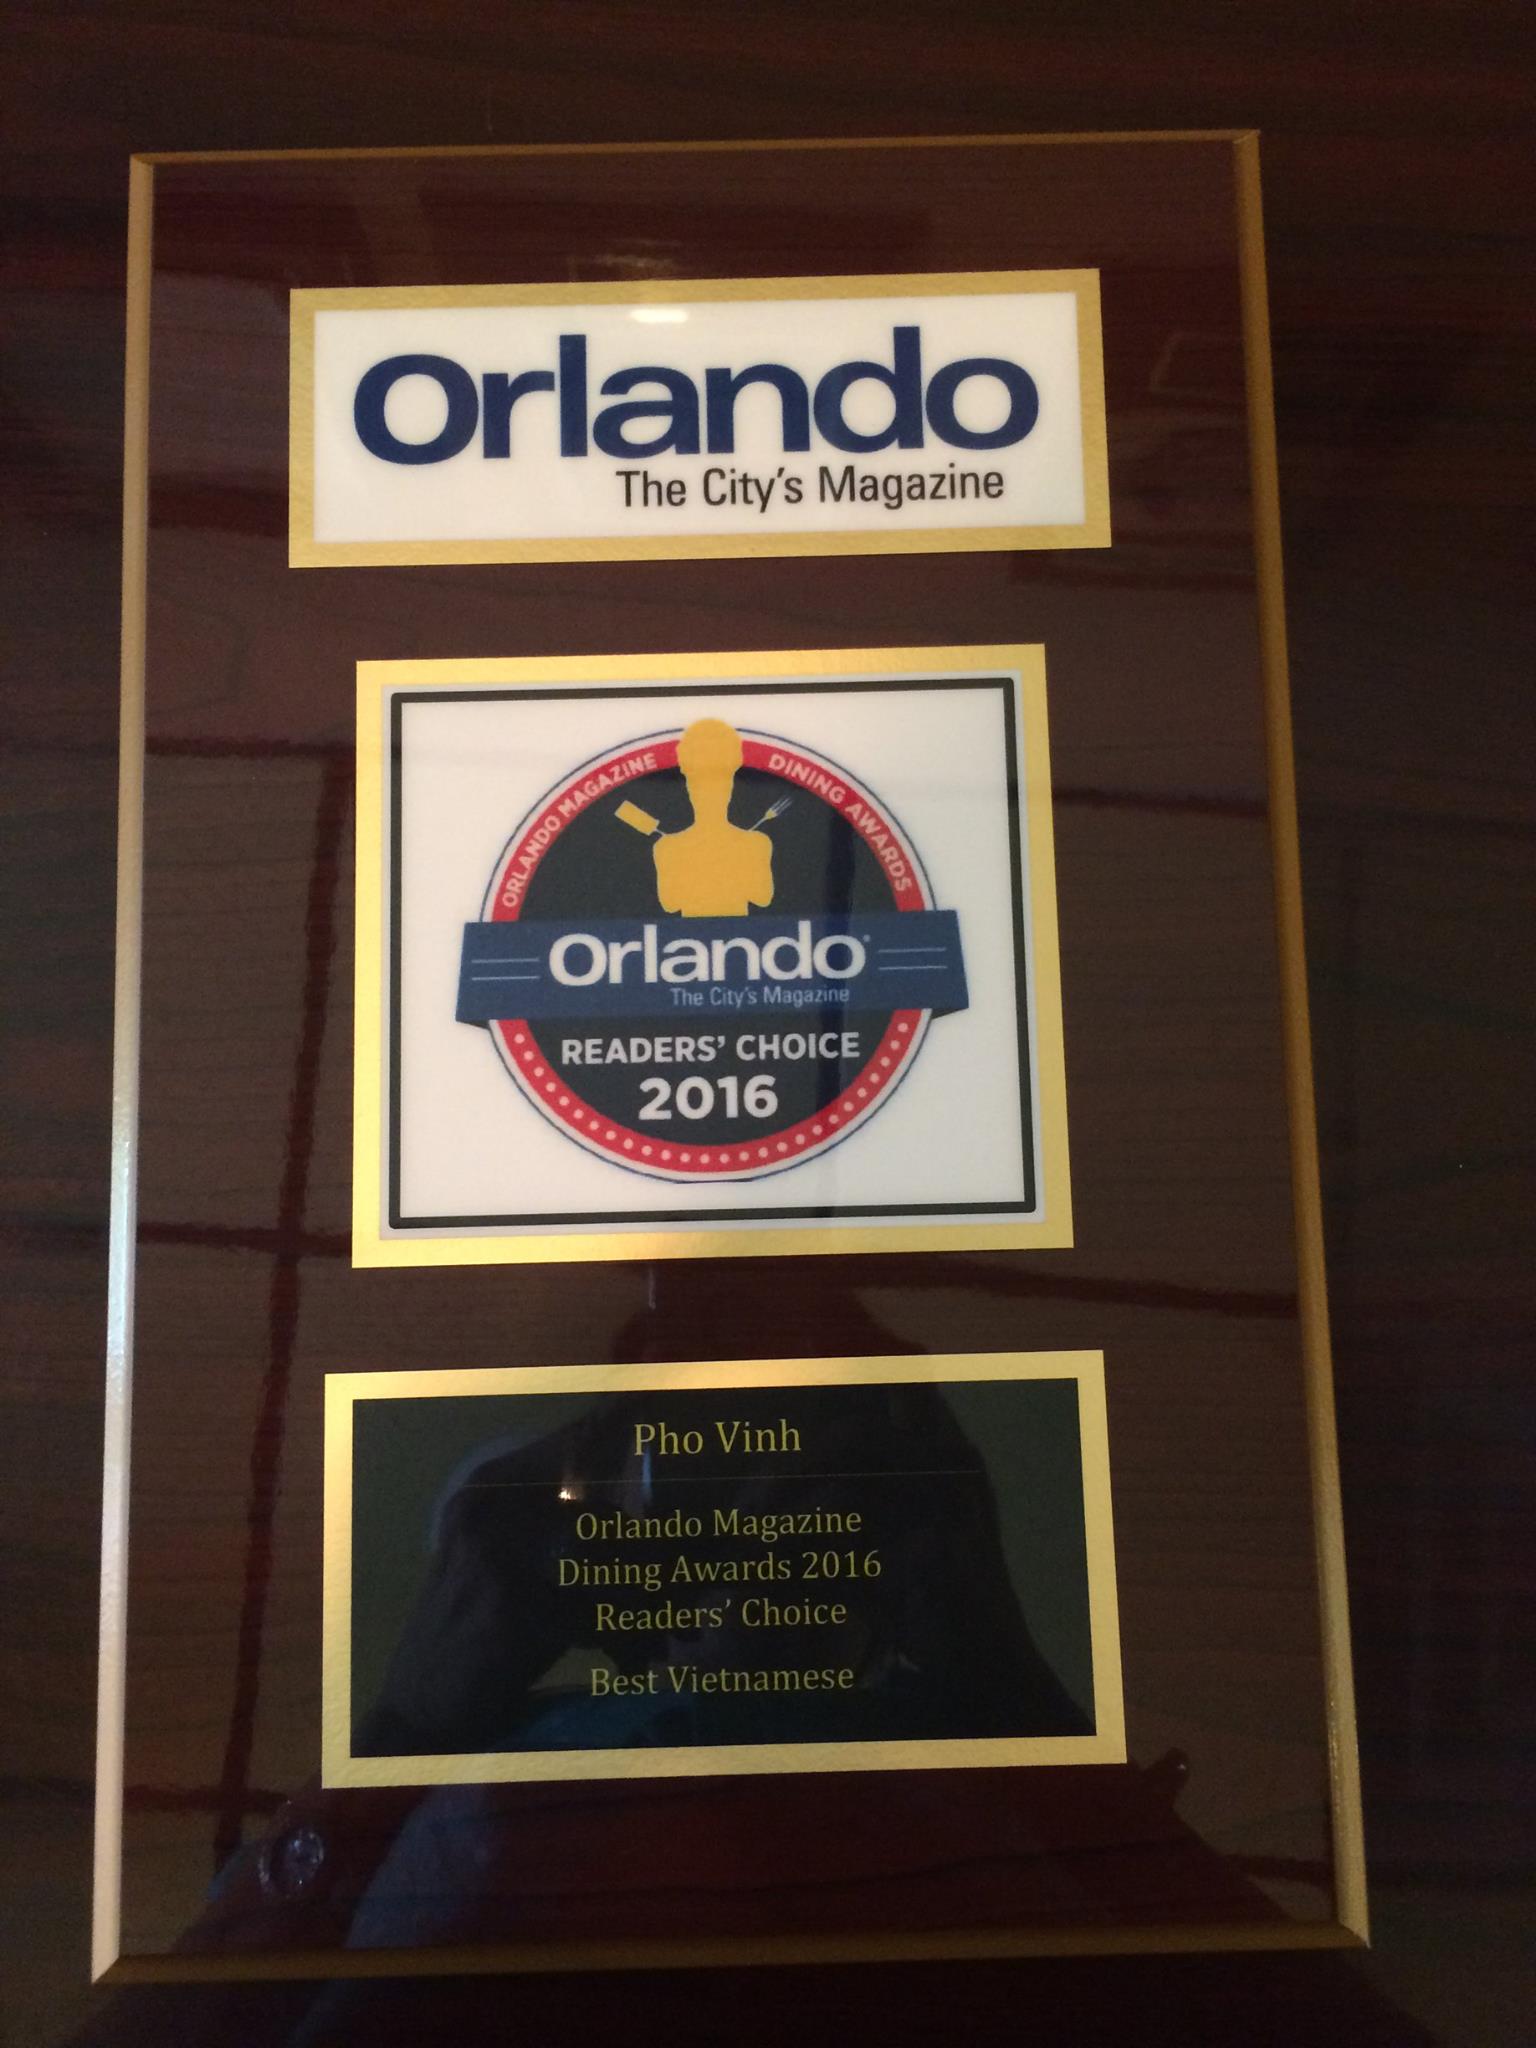 Orlando
The City's Magazine
ORLANDO MAGAZINE DINING AWARDS
Orlando®
The City's Magazine
READERS' CHOICE
2016
Pho Vinh
Orlando Magazine
Dining Awards 2016
Readers' Choice
Best Vietnamese